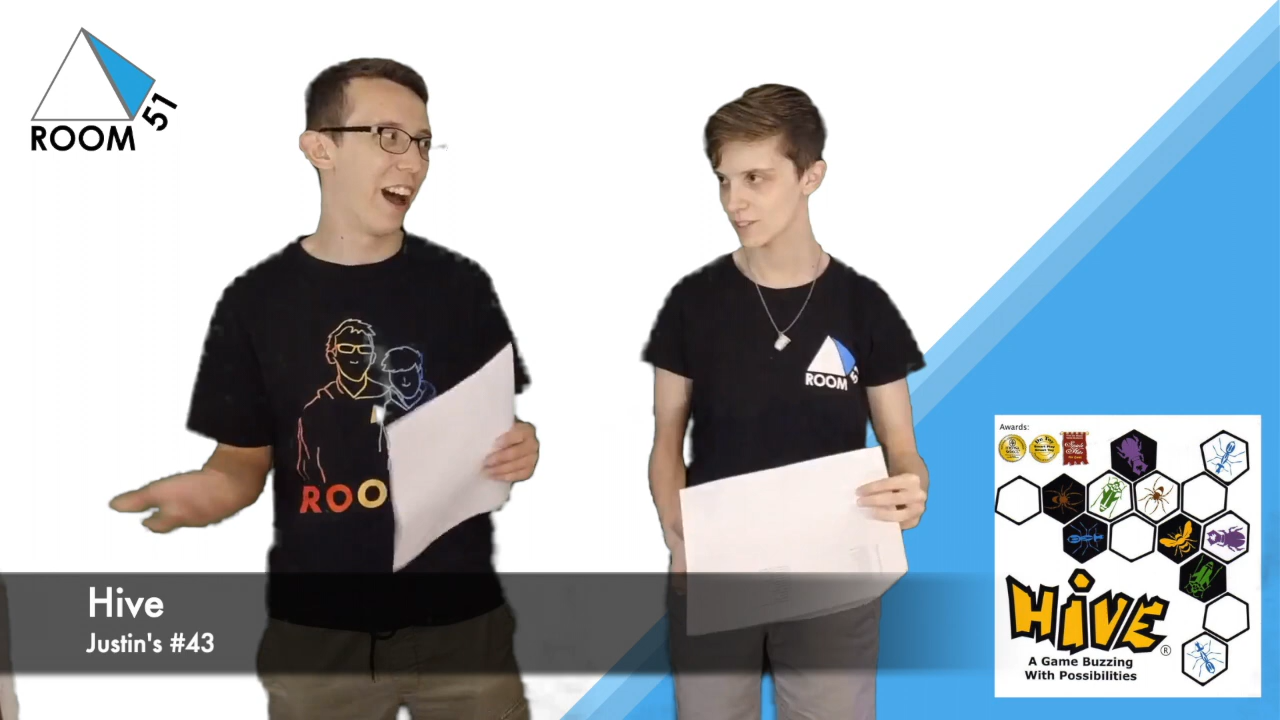 ROOM 51
ROO
ROOM 51
Hive
Justin's #43
Awards:
HIVE®
A Game Buzzing
With Possibilities